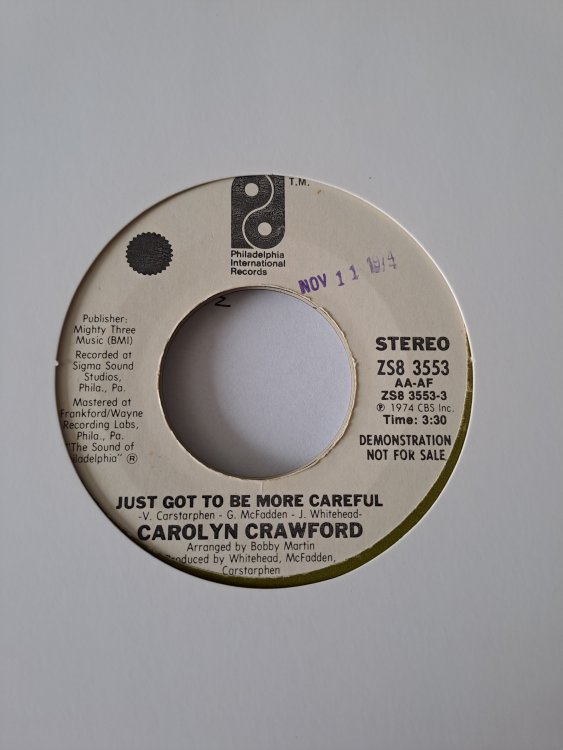 T.M.
Philadelphia
International
Records
NOV 11 1974
2
Publisher:
Mighty Three
Music (BMI)
Recorded at
Sigma Sound
Studios,
Phila., Pa.
Mastered at
Frankford/Wayne
Recording Labs,
Phila., Pa.
"The Sound of
iladelphia" ®
STEREO
ZS8 3553
AA-AF
ZS8 3553-3
℗ 1974 CBS Inc.
Time: 3:30
DEMONSTRATION
NOT FOR SALE
JUST GOT TO BE MORE CAREFUL
-V. Carstarphen - G. McFadden - J. Whitehead-
CAROLYN CRAWFORD
Arranged by Bobby Martin
roduced by Whitehead, McFadden,
Carstarphen